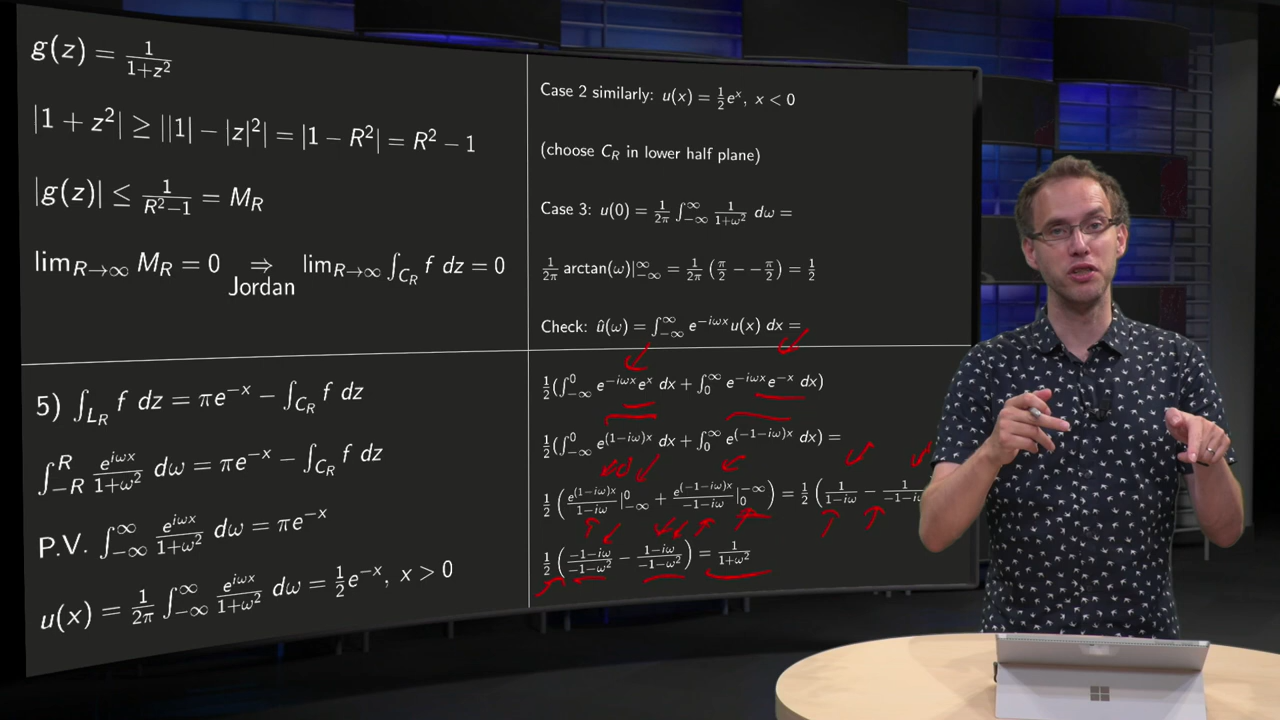 g(z) = 1/(1+z²)
|1 + z²| ≥ ||1| − |z|²| = |1 − R²| = R² − 1
|g(z)| ≤ 1/(R²−1) = M_R
lim_{R→∞} M_R = 0 ⇒ lim_{R→∞} ∫_{C_R} f dz = 0
Jordan
5) ∫_{L_R} f dz = πe^{−x} − ∫_{C_R} f dz
∫_{−R}^{R} e^{iωx}/(1+ω²) dω = πe^{−x} − ∫_{C_R} f dz
P.V. ∫_{−∞}^{∞} e^{iωx}/(1+ω²) dω = πe^{−x}
u(x) = 1/(2π) ∫_{−∞}^{∞} e^{iωx}/(1+ω²) dω = ½e^{−x}, x > 0
Case 2 similarly: u(x) = ½e^x, x < 0
(choose C_R in lower half plane)
Case 3: u(0) = 1/(2π) ∫_{−∞}^{∞} 1/(1+ω²) dω =
1/(2π) arctan(ω)|_{−∞}^{∞} = 1/(2π) (π/2 − −π/2) = ½
Check: û(ω) = ∫_{−∞}^{∞} e^{−iωx}u(x) dx =
½(∫_{−∞}^{0} e^{−iωx}e^x dx + ∫_0^{∞} e^{−iωx}e^{−x} dx)
½(∫_{−∞}^{0} e^{(1−iω)x} dx + ∫_0^{∞} e^{(−1−iω)x} dx) =
½ (e^{(1−iω)x}/(1−iω)|_{−∞}^{0} + e^{(−1−iω)x}/(−1−iω)|_0^{−∞}) = ½ (1/(1−iω) − 1/(−1−i
½ ((−1−iω)/(−1−ω²) − (1−iω)/(−1−ω²)) = 1/(1+ω²)